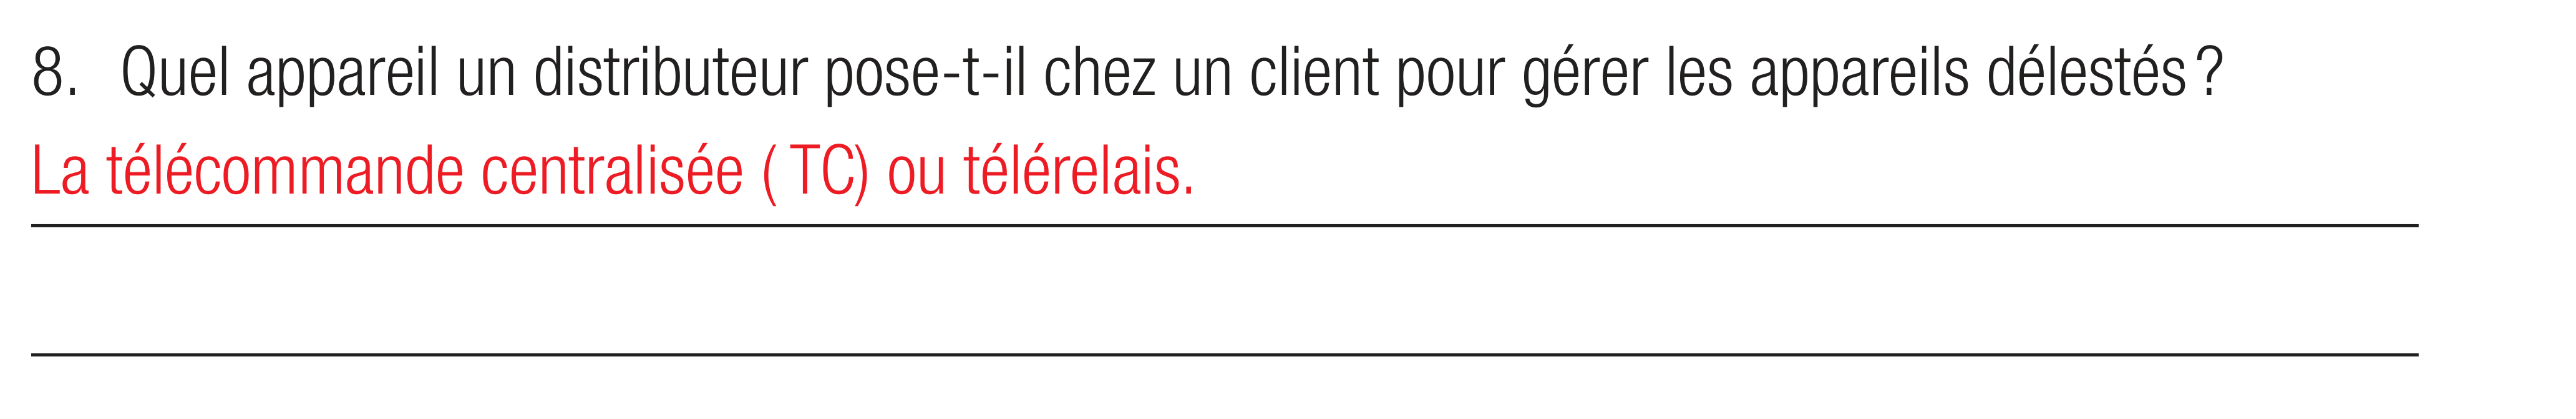 8. Quel appareil un distributeur pose-t-il chez un client pour gérer les appareils délestés ?
La télécommande centralisée ( TC) ou télérelais.